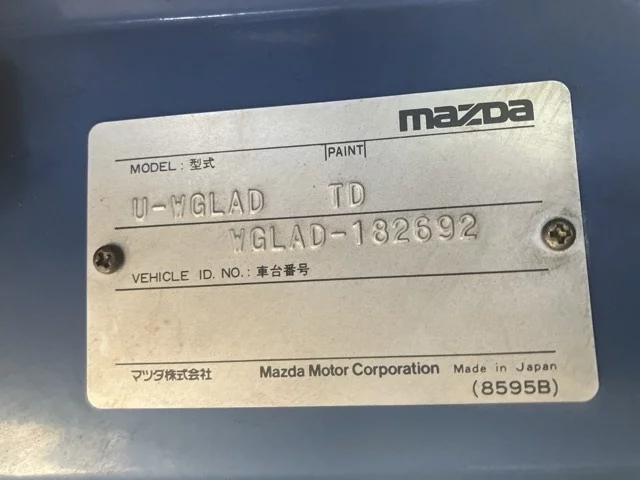 mazda
MODEL : 型式 PAINT
U-WGLAD TD
WGLAD-182692
VEHICLE ID. NO. : 車台番号
マツダ株式会社 Mazda Motor Corporation Made in Japan
(8595B)